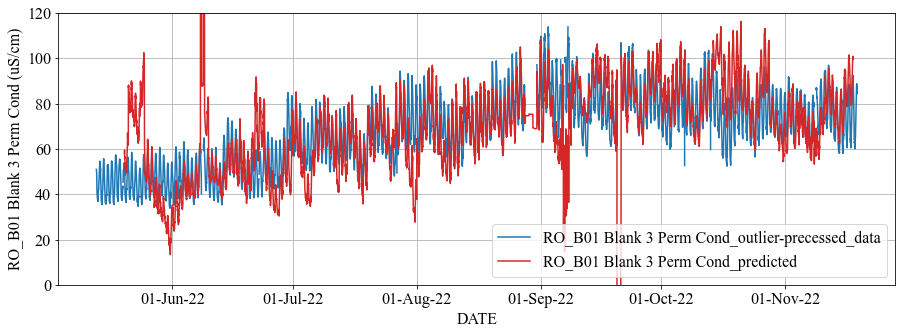 RO_B01 Blank 3 Perm Cond (uS/cm)
120
100
80
60
40
20
0
RO_B01 Blank 3 Perm Cond_outlier-precessed_data
RO_B01 Blank 3 Perm Cond_predicted
01-Jun-22 01-Jul-22 01-Aug-22 01-Sep-22 01-Oct-22 01-Nov-22
DATE